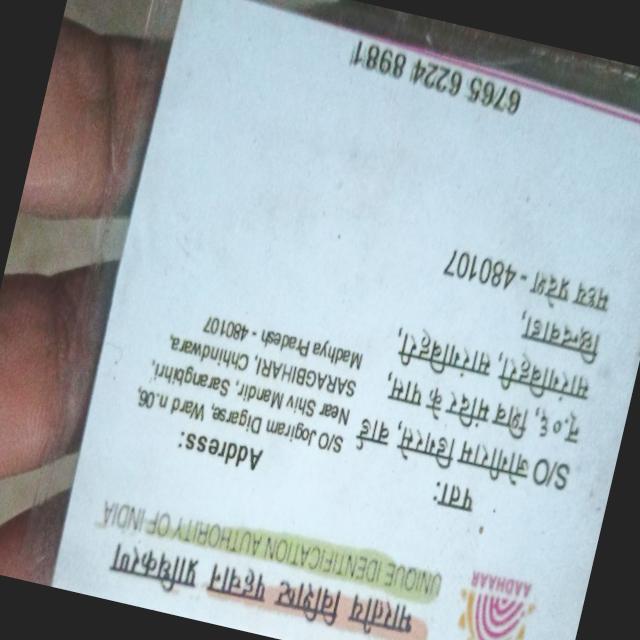 भारतीय विशिष्ट पहचान प्राधिकरण
UNIQUE IDENTIFICATION AUTHORITY OF INDIA
AADHAAR
पता:
S/O जोगीराम डिगरसे, वार्ड
न.०६, शिव मंदिर के पास,
सारंगबिहरी, सारंगबिहरी,
छिन्दवाडा,
मध्य प्रदेश - 480107
Address:
S/O Jogiram Digarse, Ward n.06,
Near Shiv Mandir, Sarangbihri,
SARAGBIHARI, Chhindwara,
Madhya Pradesh - 480107
6765 6224 8981